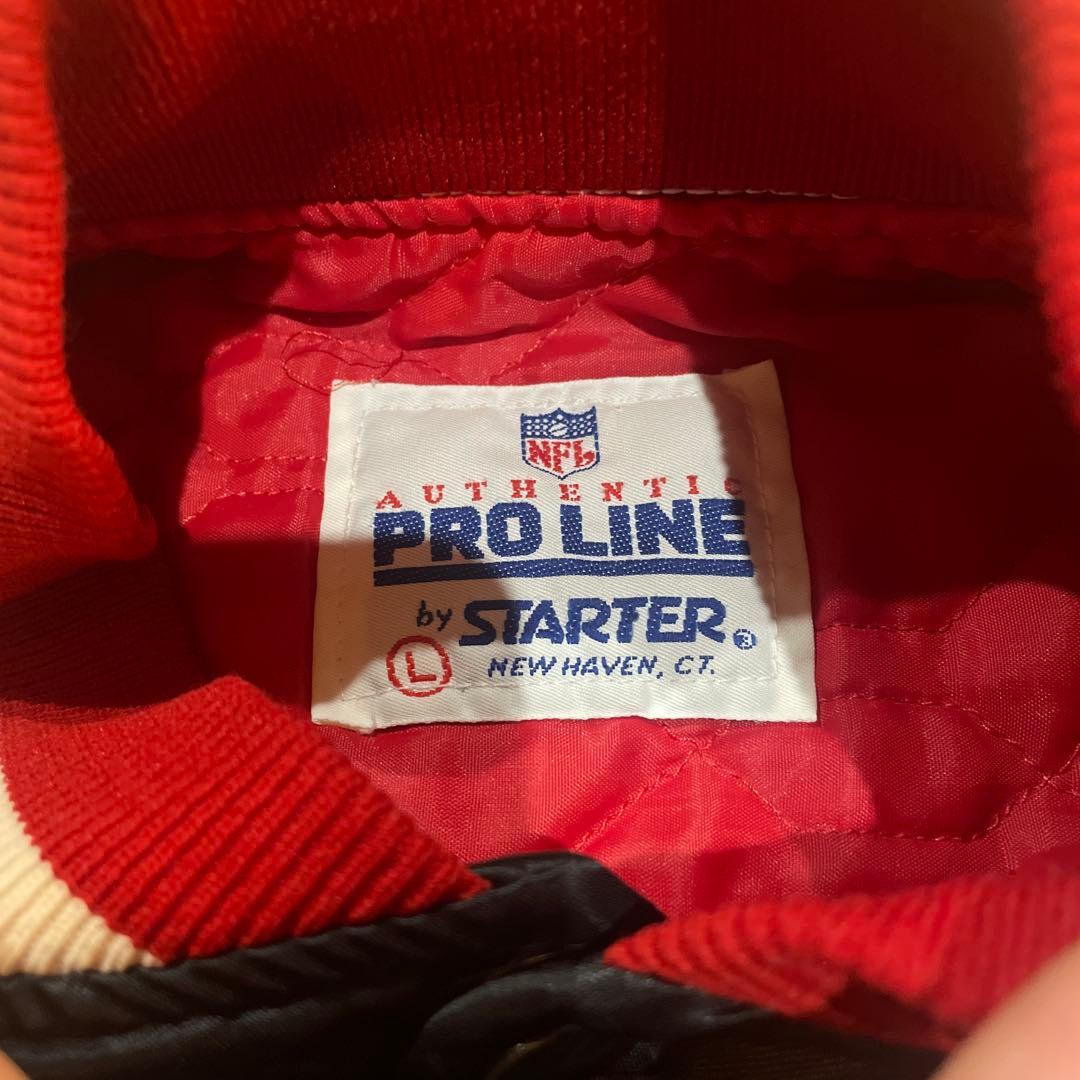 NFL
AUTHENTIC
PRO LINE
by STARTER®
L
NEW HAVEN, CT.